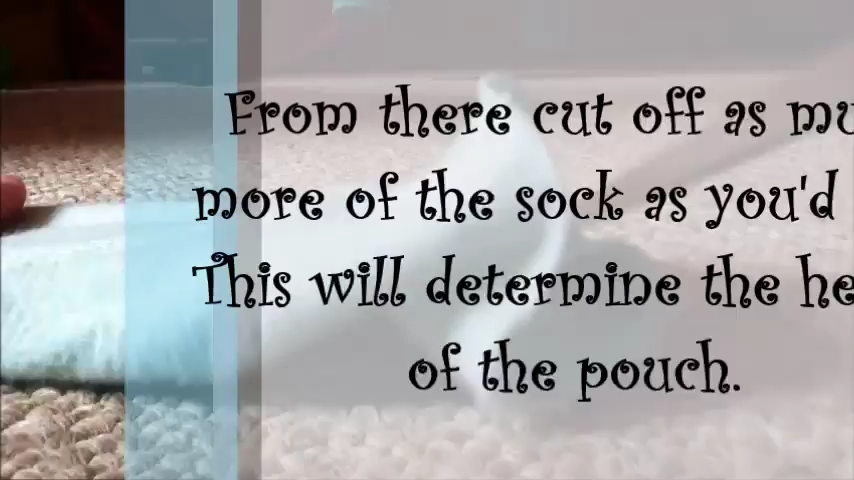 From there cut off as mu
more of the sock as you'd
This will determine the he
of the pouch.